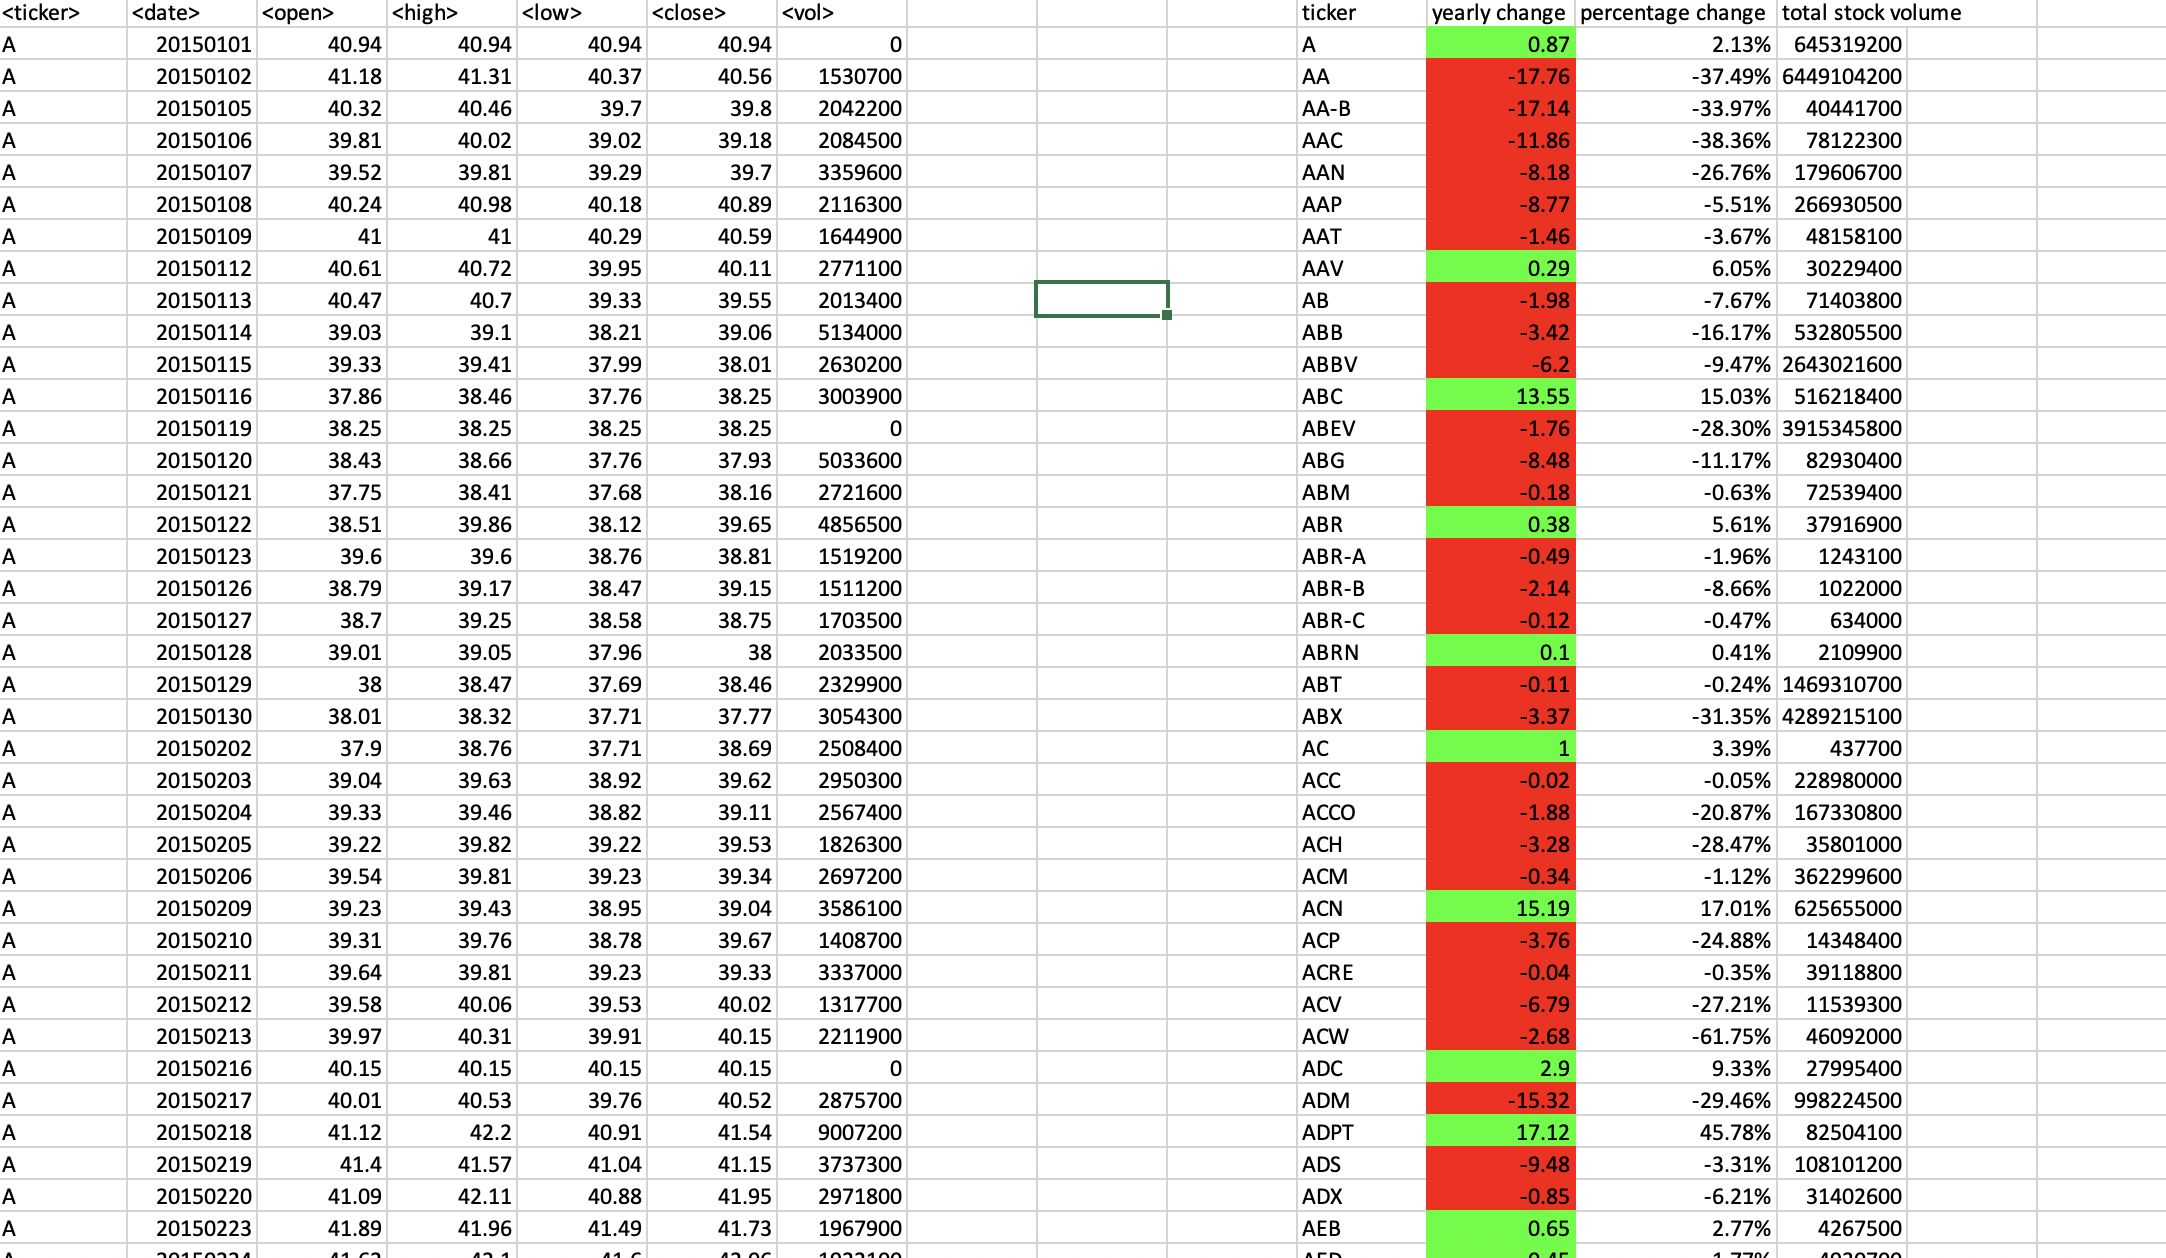 <ticker> <date> <open> <high> <low> <close> <vol> ticker yearly change percentage change total stock volume
A 20150101 40.94 40.94 40.94 40.94 0 A 0.87 2.13% 645319200
A 20150102 41.18 41.31 40.37 40.56 1530700 AA -17.76 -37.49% 6449104200
A 20150105 40.32 40.46 39.7 39.8 2042200 AA-B -17.14 -33.97% 40441700
A 20150106 39.81 40.02 39.02 39.18 2084500 AAC -11.86 -38.36% 78122300
A 20150107 39.52 39.81 39.29 39.7 3359600 AAN -8.18 -26.76% 179606700
A 20150108 40.24 40.98 40.18 40.89 2116300 AAP -8.77 -5.51% 266930500
A 20150109 41 41 40.29 40.59 1644900 AAT -1.46 -3.67% 48158100
A 20150112 40.61 40.72 39.95 40.11 2771100 AAV 0.29 6.05% 30229400
A 20150113 40.47 40.7 39.33 39.55 2013400 AB -1.98 -7.67% 71403800
A 20150114 39.03 39.1 38.21 39.06 5134000 ABB -3.42 -16.17% 532805500
A 20150115 39.33 39.41 37.99 38.01 2630200 ABBV -6.2 -9.47% 2643021600
A 20150116 37.86 38.46 37.76 38.25 3003900 ABC 13.55 15.03% 516218400
A 20150119 38.25 38.25 38.25 38.25 0 ABEV -1.76 -28.30% 3915345800
A 20150120 38.43 38.66 37.76 37.93 5033600 ABG -8.48 -11.17% 82930400
A 20150121 37.75 38.41 37.68 38.16 2721600 ABM -0.18 -0.63% 72539400
A 20150122 38.51 39.86 38.12 39.65 4856500 ABR 0.38 5.61% 37916900
A 20150123 39.6 39.6 38.76 38.81 1519200 ABR-A -0.49 -1.96% 1243100
A 20150126 38.79 39.17 38.47 39.15 1511200 ABR-B -2.14 -8.66% 1022000
A 20150127 38.7 39.25 38.58 38.75 1703500 ABR-C -0.12 -0.47% 634000
A 20150128 39.01 39.05 37.96 38 2033500 ABRN 0.1 0.41% 2109900
A 20150129 38 38.47 37.69 38.46 2329900 ABT -0.11 -0.24% 1469310700
A 20150130 38.01 38.32 37.71 37.77 3054300 ABX -3.37 -31.35% 4289215100
A 20150202 37.9 38.76 37.71 38.69 2508400 AC 1 3.39% 437700
A 20150203 39.04 39.63 38.92 39.62 2950300 ACC -0.02 -0.05% 228980000
A 20150204 39.33 39.46 38.82 39.11 2567400 ACCO -1.88 -20.87% 167330800
A 20150205 39.22 39.82 39.22 39.53 1826300 ACH -3.28 -28.47% 35801000
A 20150206 39.54 39.81 39.23 39.34 2697200 ACM -0.34 -1.12% 362299600
A 20150209 39.23 39.43 38.95 39.04 3586100 ACN 15.19 17.01% 625655000
A 20150210 39.31 39.76 38.78 39.67 1408700 ACP -3.76 -24.88% 14348400
A 20150211 39.64 39.81 39.23 39.33 3337000 ACRE -0.04 -0.35% 39118800
A 20150212 39.58 40.06 39.53 40.02 1317700 ACV -6.79 -27.21% 11539300
A 20150213 39.97 40.31 39.91 40.15 2211900 ACW -2.68 -61.75% 46092000
A 20150216 40.15 40.15 40.15 40.15 0 ADC 2.9 9.33% 27995400
A 20150217 40.01 40.53 39.76 40.52 2875700 ADM -15.32 -29.46% 998224500
A 20150218 41.12 42.2 40.91 41.54 9007200 ADPT 17.12 45.78% 82504100
A 20150219 41.4 41.57 41.04 41.15 3737300 ADS -9.48 -3.31% 108101200
A 20150220 41.09 42.11 40.88 41.95 2971800 ADX -0.85 -6.21% 31402600
A 20150223 41.89 41.96 41.49 41.73 1967900 AEB 0.65 2.77% 4267500